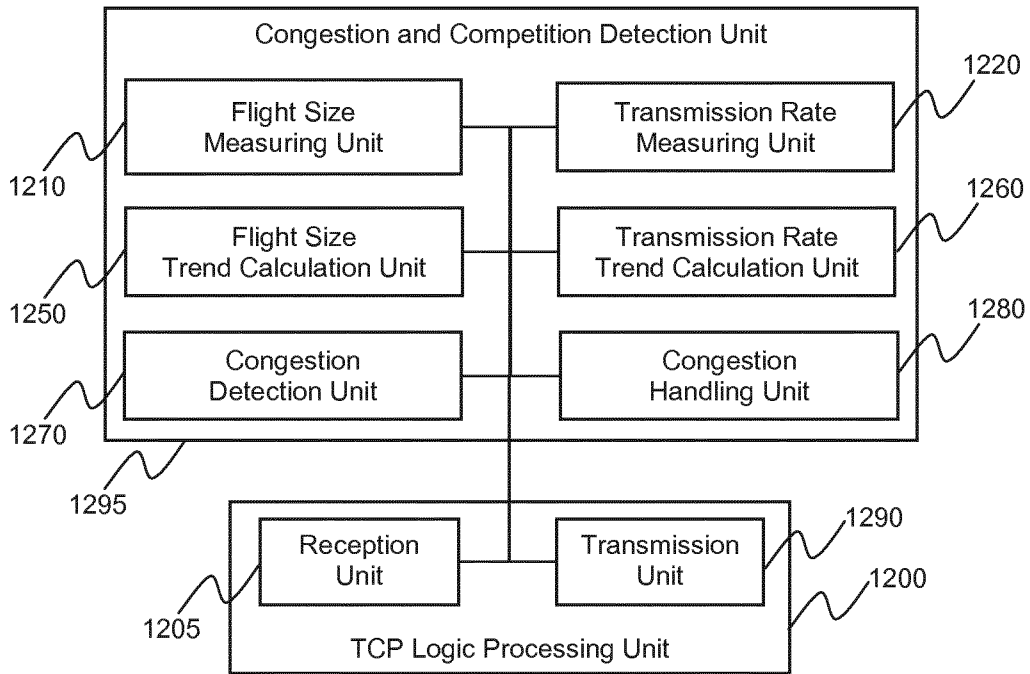 Congestion and Competition Detection Unit
Flight Size
Measuring Unit
Transmission Rate
Measuring Unit
1220
1210
Flight Size
Trend Calculation Unit
Transmission Rate
Trend Calculation Unit
1260
1250
Congestion
Detection Unit
Congestion
Handling Unit
1280
1270
1295
Reception
Unit
Transmission
Unit
1290
1200
1205
TCP Logic Processing Unit